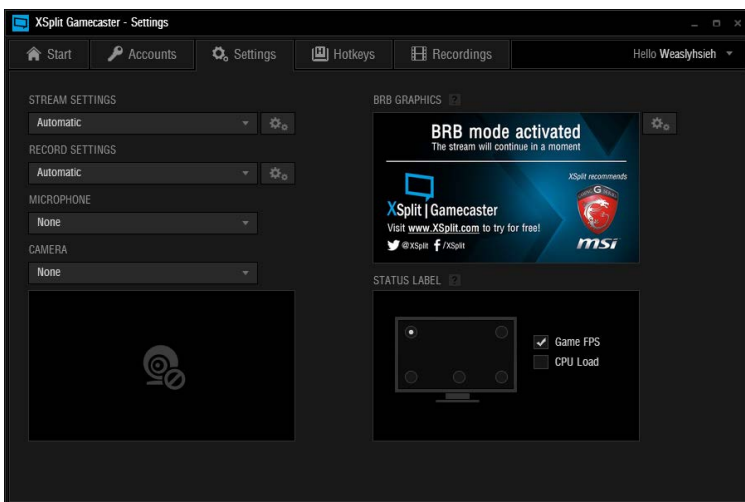 XSplit Gamecaster - Settings
Start
Accounts
Settings
Hotkeys
Recordings
Hello Weaslyhsieh
STREAM SETTINGS
Automatic
RECORD SETTINGS
Automatic
MICROPHONE
None
CAMERA
None
BRB GRAPHICS ?
BRB mode activated
The stream will continue in a moment
XSplit recommends
XSplit | Gamecaster
Visit www.XSplit.com to try for free!
@XSplit f /XSplit
msi
STATUS LABEL ?
Game FPS
CPU Load